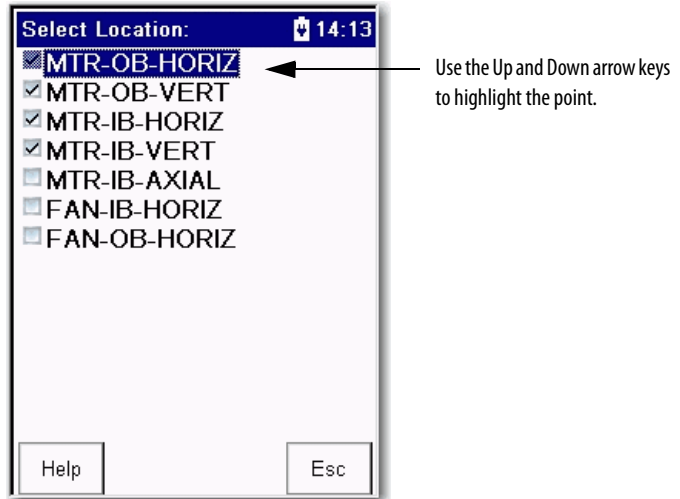 Select Location: 14:13
MTR-OB-HORIZ
MTR-OB-VERT
MTR-IB-HORIZ
MTR-IB-VERT
MTR-IB-AXIAL
FAN-IB-HORIZ
FAN-OB-HORIZ
Help Esc
Use the Up and Down arrow keys
to highlight the point.